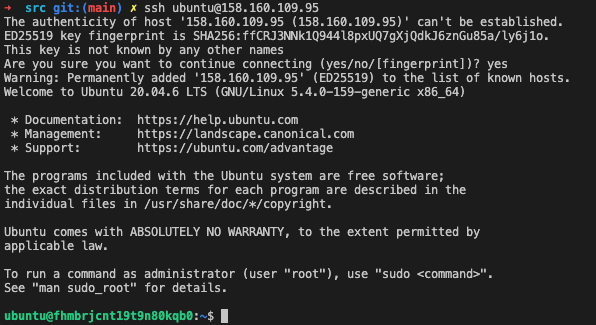 → src git:(main) ✗ ssh ubuntu@158.160.109.95
The authenticity of host '158.160.109.95 (158.160.109.95)' can't be established.
ED25519 key fingerprint is SHA256:ffCRJ3NNk1Q944l8pxUQ7gXjQdkJ6znGu85a/ly6j1o.
This key is not known by any other names
Are you sure you want to continue connecting (yes/no/[fingerprint])? yes
Warning: Permanently added '158.160.109.95' (ED25519) to the list of known hosts.
Welcome to Ubuntu 20.04.6 LTS (GNU/Linux 5.4.0-159-generic x86_64)
* Documentation: https://help.ubuntu.com
* Management: https://landscape.canonical.com
* Support: https://ubuntu.com/advantage
The programs included with the Ubuntu system are free software;
the exact distribution terms for each program are described in the
individual files in /usr/share/doc/*/copyright.
Ubuntu comes with ABSOLUTELY NO WARRANTY, to the extent permitted by
applicable law.
To run a command as administrator (user "root"), use "sudo <command>".
See "man sudo_root" for details.
ubuntu@fhmbrjcnt19t9n80kqb0:~$